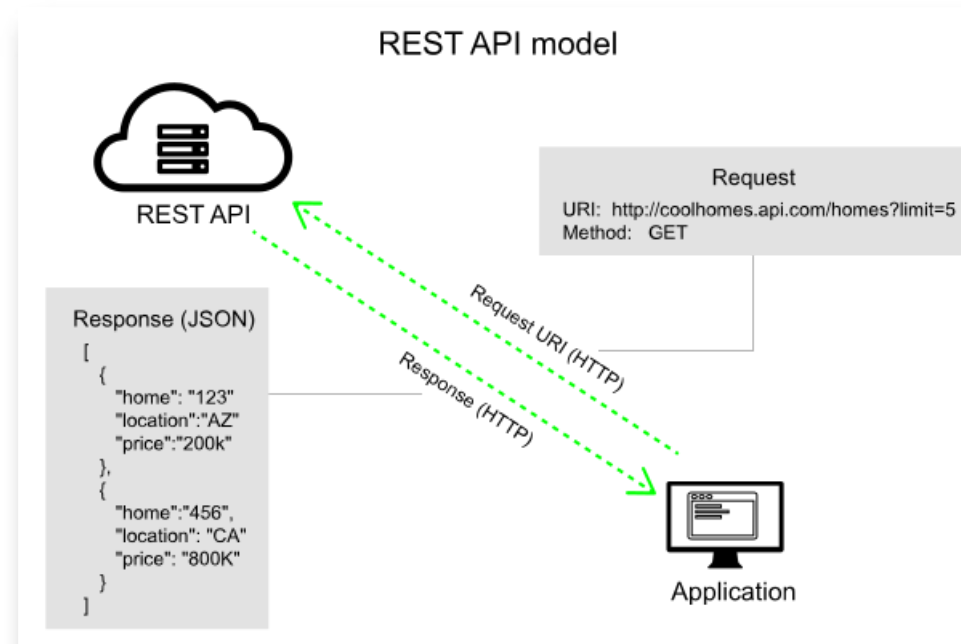 REST API model
REST API
Request
URI:  http://coolhomes.api.com/homes?limit=5
Method:   GET
Request URI (HTTP)
Response (HTTP)
Response (JSON)
[
{
"home": "123"
"location":"AZ"
"price":"200k"
},
{
"home":"456",
"location": "CA"
"price": "800K"
}
]
Application